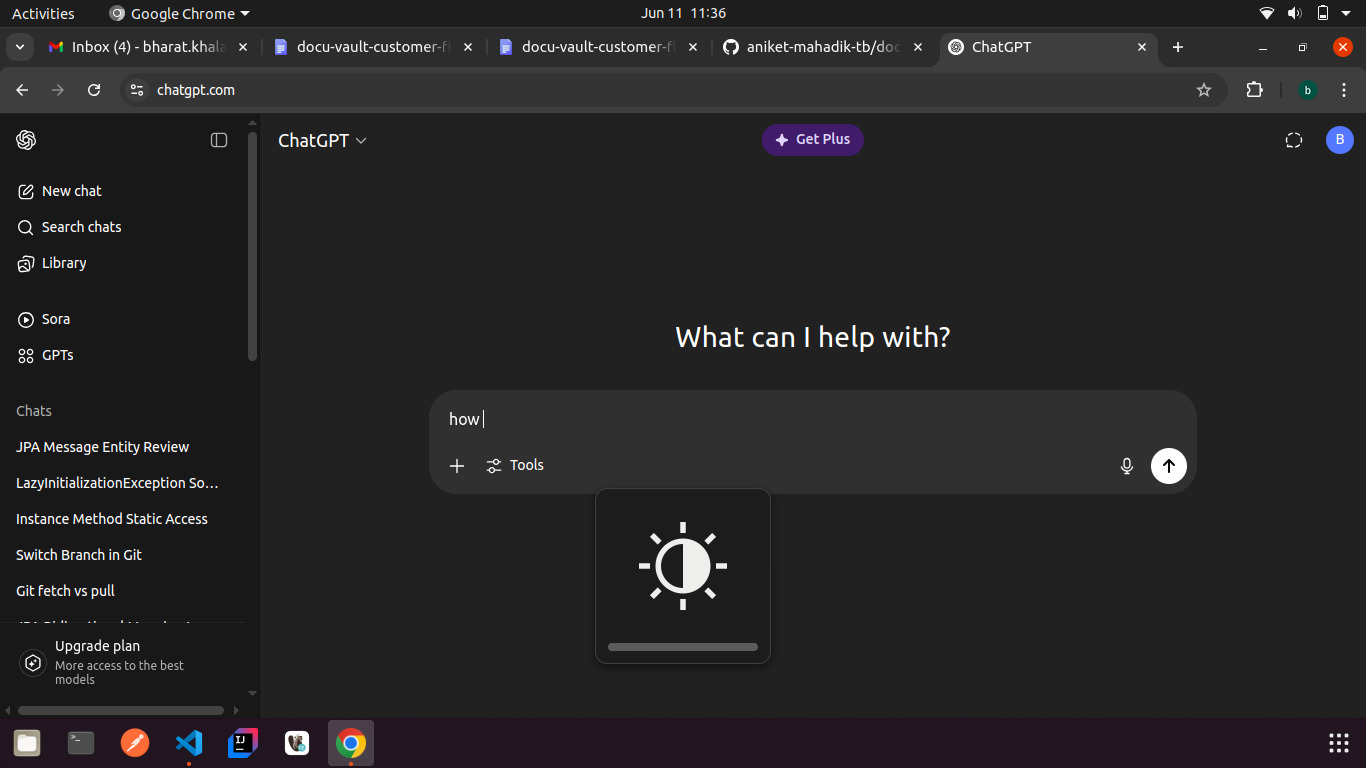 Activities
Google Chrome
Jun 11 11:36
Inbox (4) - bharat.khala
docu-vault-customer-fl
docu-vault-customer-fl
aniket-mahadik-tb/doc
ChatGPT
chatgpt.com
b
ChatGPT
Get Plus
B
New chat
Search chats
Library
Sora
GPTs
Chats
JPA Message Entity Review
LazyInitializationException So…
Instance Method Static Access
Switch Branch in Git
Git fetch vs pull
Upgrade plan
More access to the best
models
What can I help with?
how
Tools
IJ